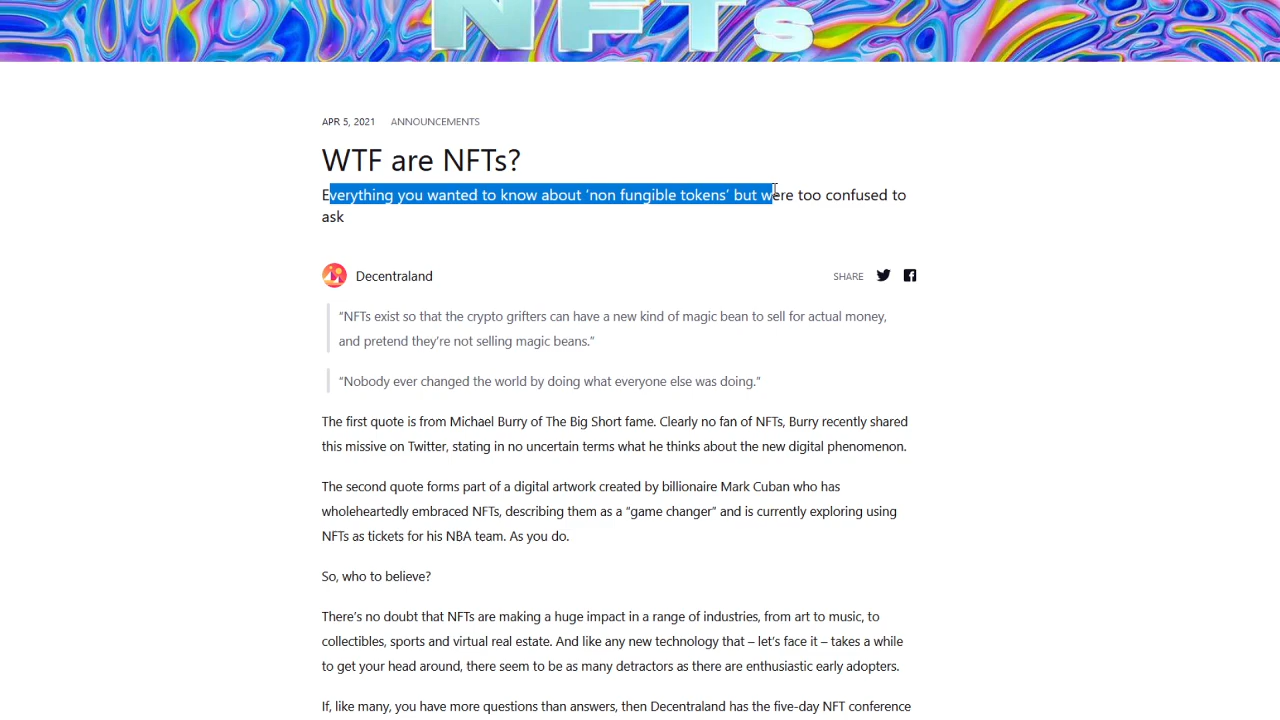 NFTs
APR 5, 2021 ANNOUNCEMENTS
WTF are NFTs?
Everything you wanted to know about ‘non fungible tokens’ but were too confused to
ask
Decentraland SHARE
“NFTs exist so that the crypto grifters can have a new kind of magic bean to sell for actual money,
and pretend they’re not selling magic beans.”
“Nobody ever changed the world by doing what everyone else was doing.”
The first quote is from Michael Burry of The Big Short fame. Clearly no fan of NFTs, Burry recently shared
this missive on Twitter, stating in no uncertain terms what he thinks about the new digital phenomenon.
The second quote forms part of a digital artwork created by billionaire Mark Cuban who has
wholeheartedly embraced NFTs, describing them as a “game changer” and is currently exploring using
NFTs as tickets for his NBA team. As you do.
So, who to believe?
There’s no doubt that NFTs are making a huge impact in a range of industries, from art to music, to
collectibles, sports and virtual real estate. And like any new technology that – let’s face it – takes a while
to get your head around, there seem to be as many detractors as there are enthusiastic early adopters.
If, like many, you have more questions than answers, then Decentraland has the five-day NFT conference